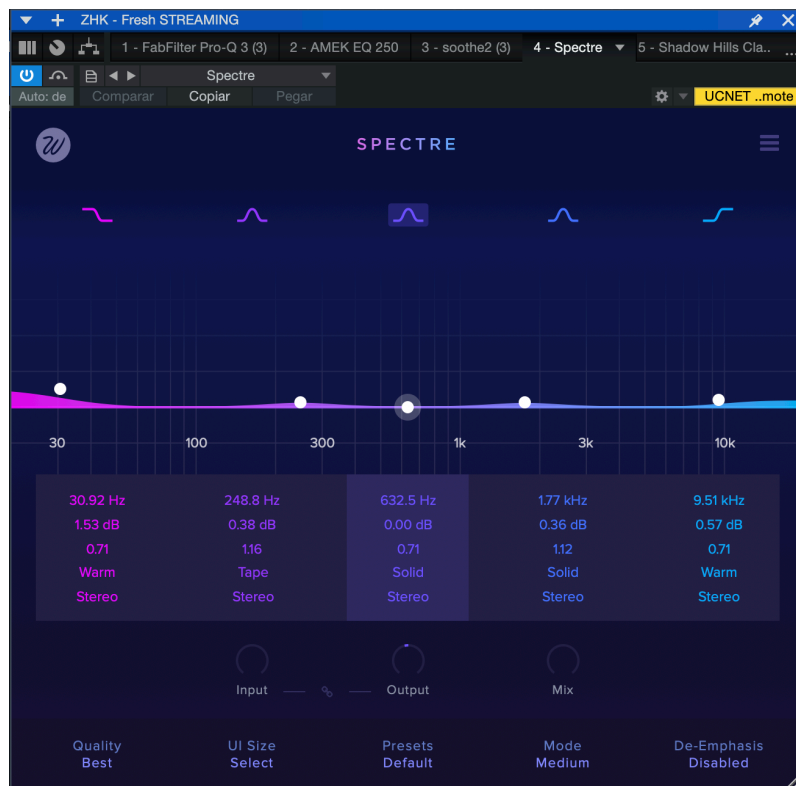 ZHK - Fresh STREAMING
1 - FabFilter Pro-Q 3 (3) 2 - AMEK EQ 250 3 - soothe2 (3) 4 - Spectre 5 - Shadow Hills Cla.. ...
Spectre
Auto: de Comparar Copiar Pegar UCNET ..mote
SPECTRE
30 100 300 1k 3k 10k
30.92 Hz 248.8 Hz 632.5 Hz 1.77 kHz 9.51 kHz
1.53 dB 0.38 dB 0.00 dB 0.36 dB 0.57 dB
0.71 1.16 0.71 1.12 0.71
Warm Tape Solid Solid Warm
Stereo Stereo Stereo Stereo Stereo
Input Output Mix
Quality UI Size Presets Mode De-Emphasis
Best Select Default Medium Disabled